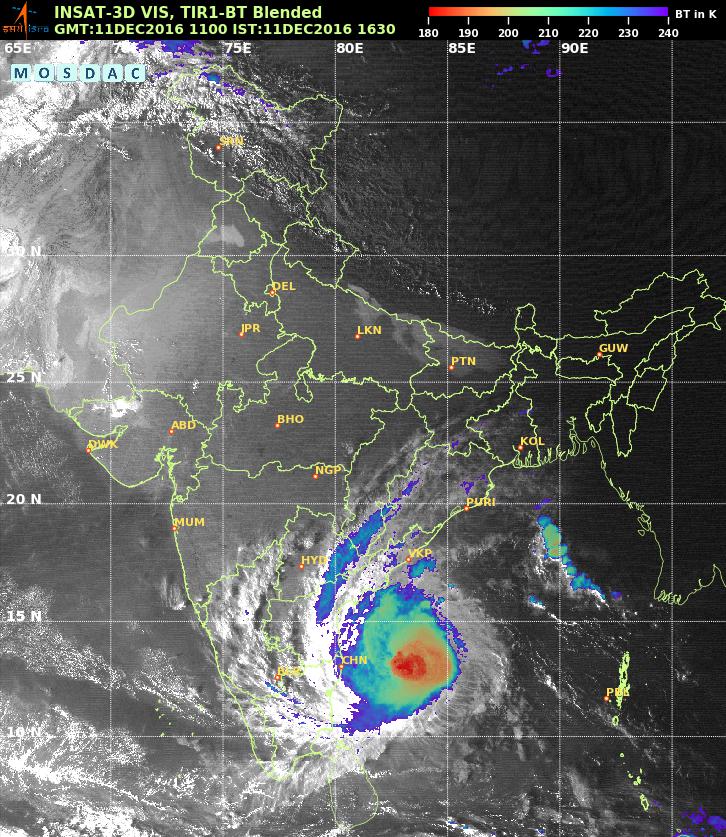 INSAT-3D VIS, TIR1-BT Blended
GMT:11DEC2016 1100 IST:11DEC2016 1630
BT in K
180 190 200 210 220 230 240
65E 75E 80E 85E 90E
M O S D A C
SRN
30 N
DEL
JPR LKN
GUW
PTN
25 N
BHO
ABD
DWK KOL
NGP
20 N PURI
MUM
VKP
HYD
15 N
CHN
PBL
10 N